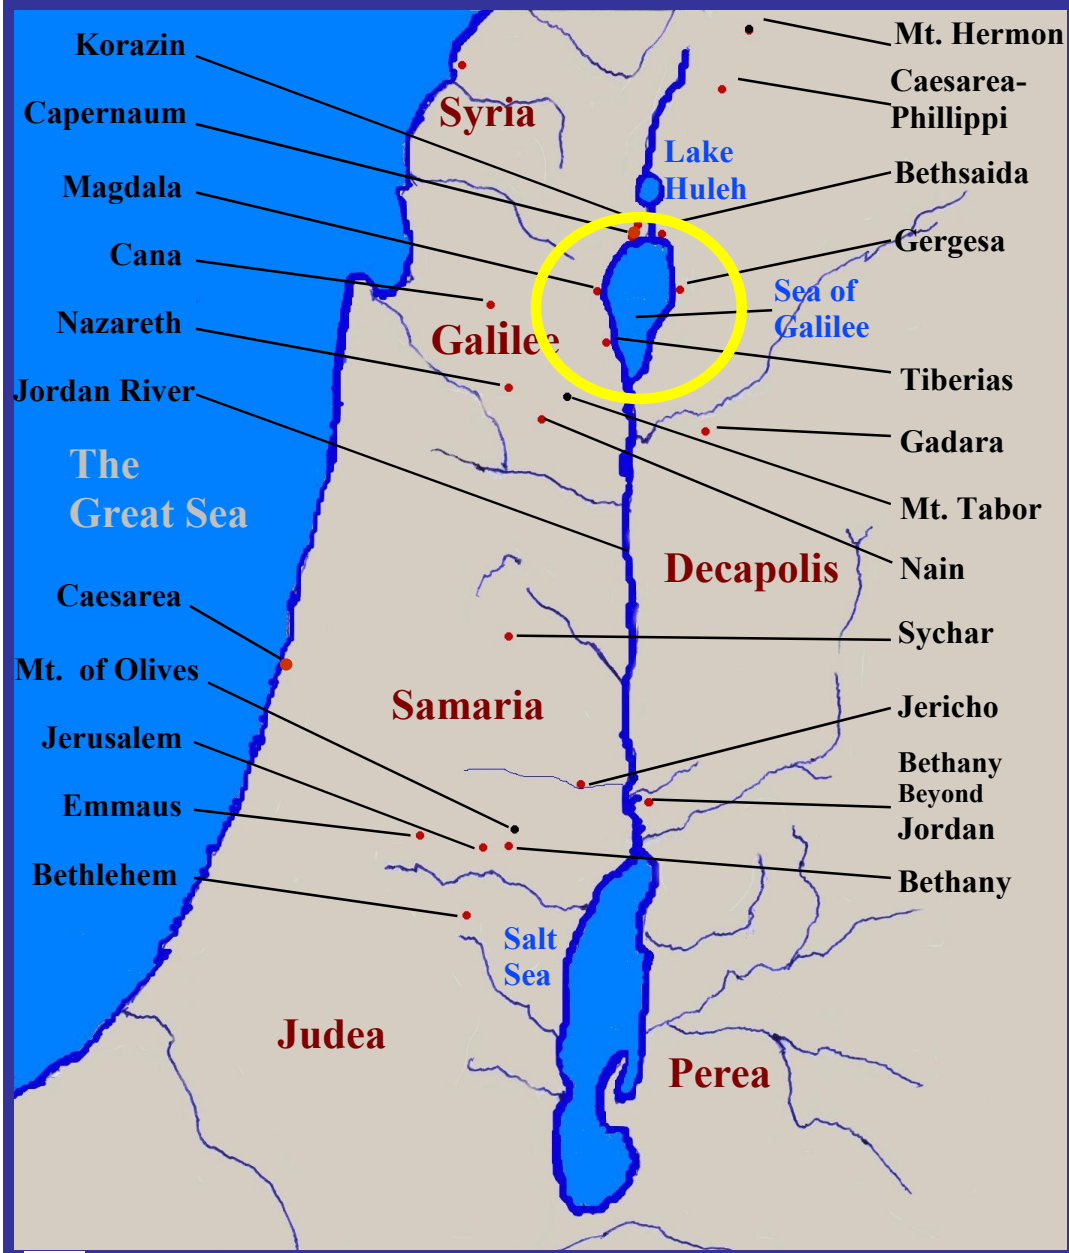 Korazin
Capernaum
Magdala
Cana
Nazareth
Jordan River
The
Great Sea
Caesarea
Mt. of Olives
Jerusalem
Emmaus
Bethlehem
Syria
Lake
Huleh
Galilee
Sea of
Galilee
Decapolis
Samaria
Salt
Sea
Judea
Perea
Mt. Hermon
Caesarea-
Phillippi
Bethsaida
Gergesa
Tiberias
Gadara
Mt. Tabor
Nain
Sychar
Jericho
Bethany
Beyond
Jordan
Bethany